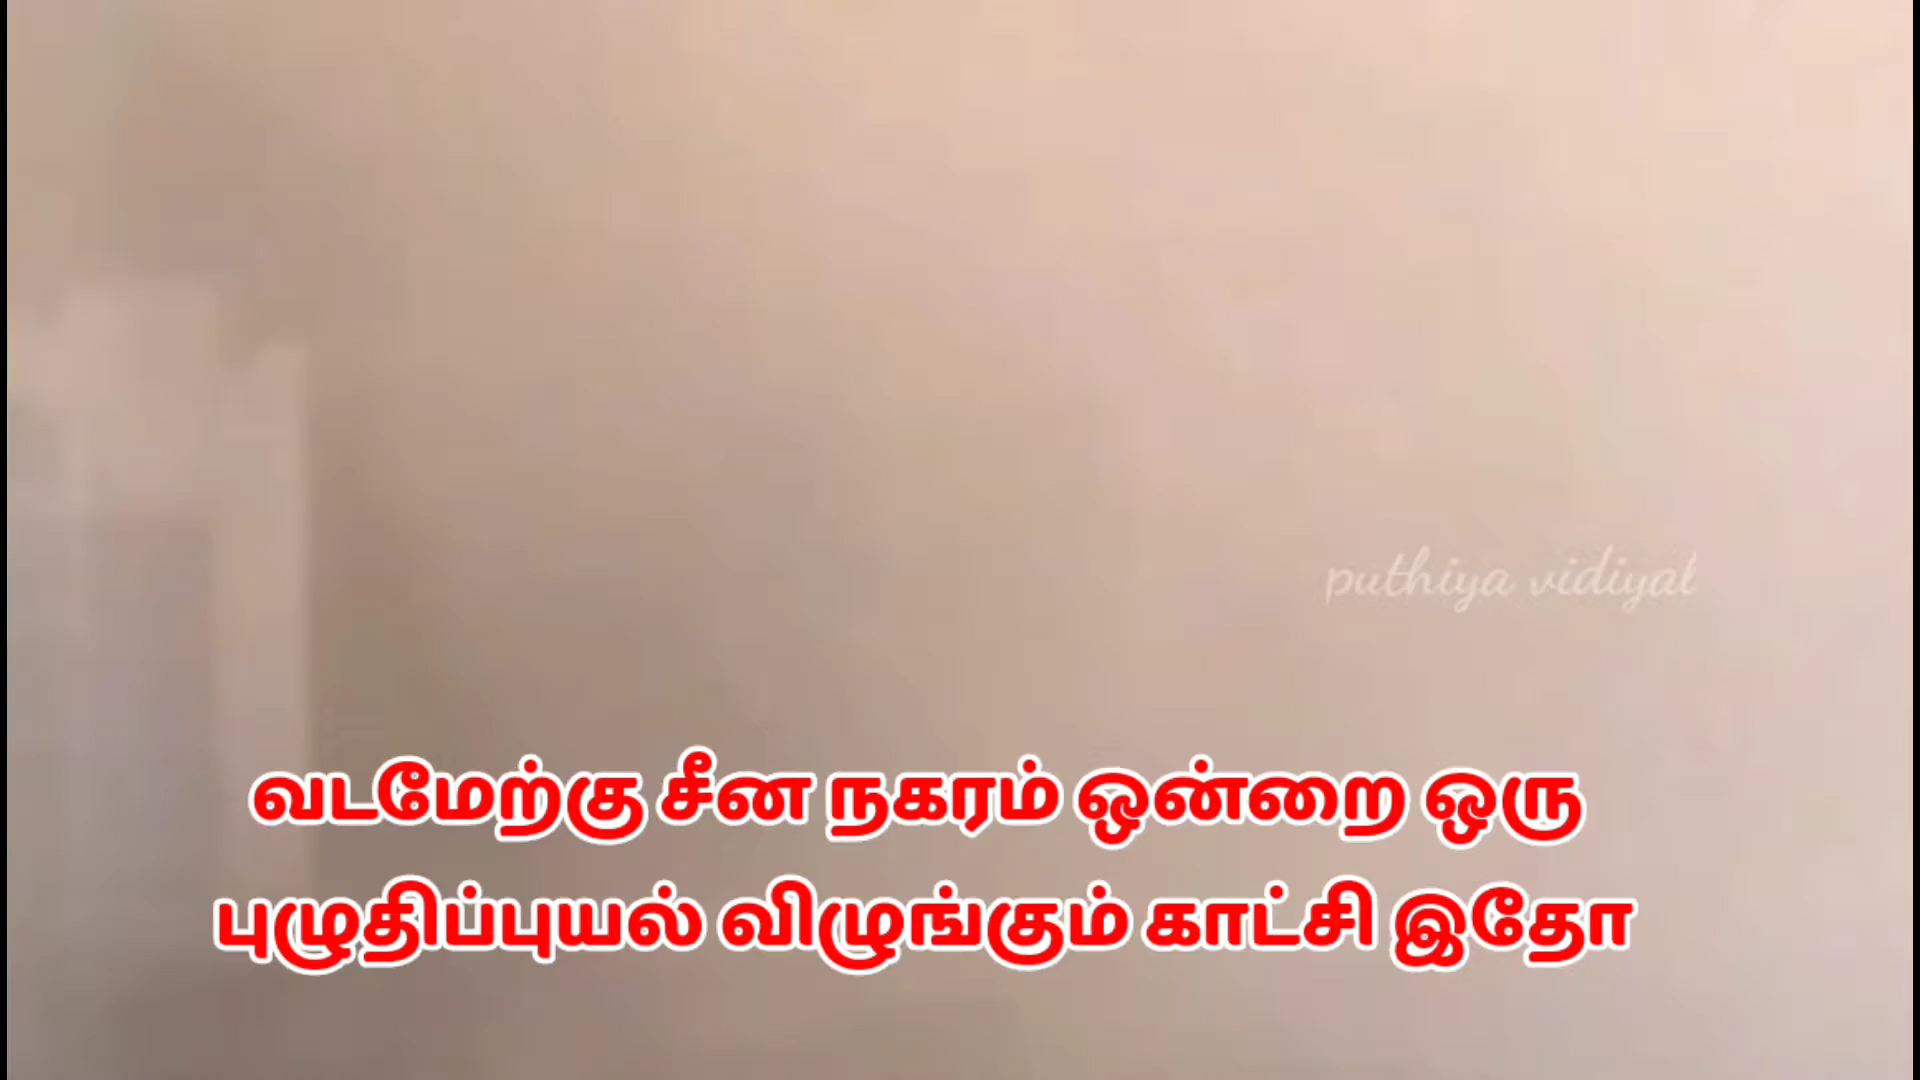 puthiya vidiyal
வடமேற்கு சீன நகரம் ஒன்றை ஒரு
புழுதிப்புயல் விழுங்கும் காட்சி இதோ